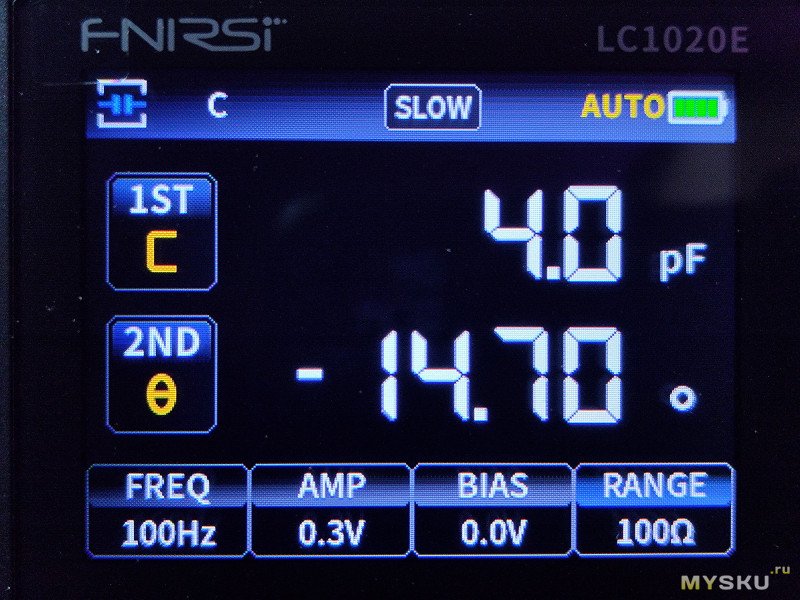 FNIRSI
LC1020E
C SLOW AUTO
1ST
C
4.0 pF
2ND
θ
-14.70 °
FREQ AMP BIAS RANGE
100Hz 0.3V 0.0V 100Ω
MYSKU.ru